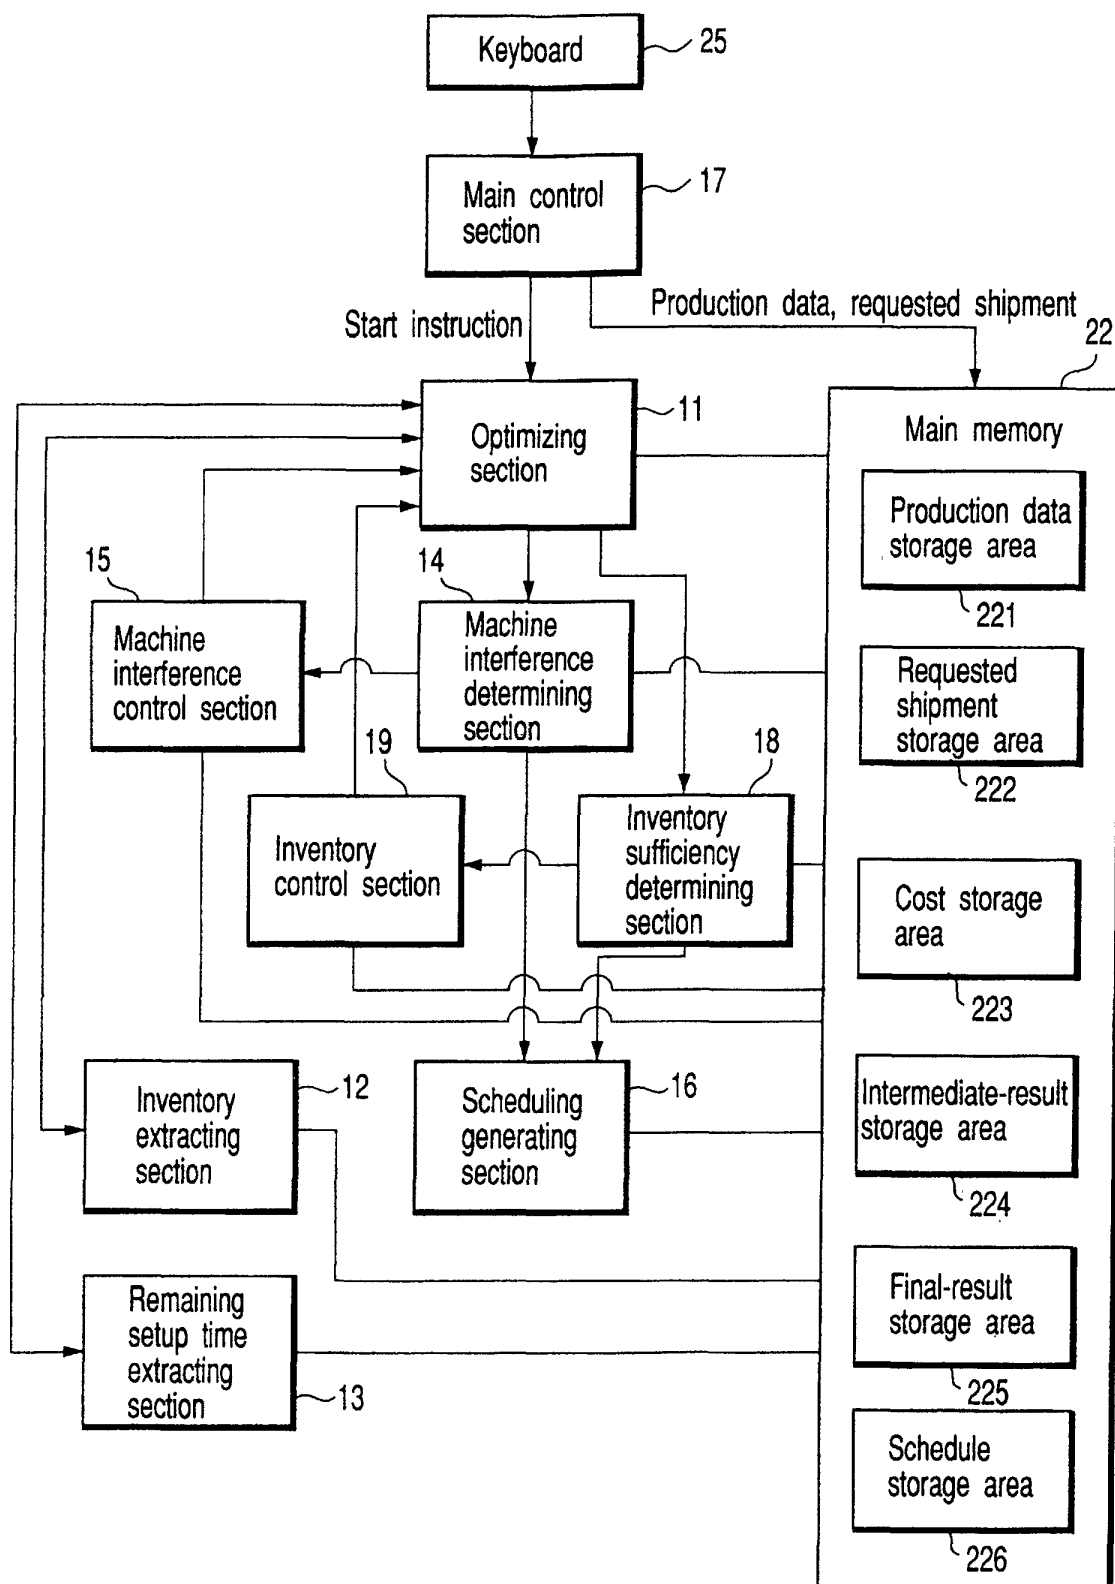 Keyboard
25
Main control
section
17
Start instruction
Production data, requested shipment
22
Optimizing
section
11
Main memory
Production data
storage area
221
15
Machine
interference
control section
14
Machine
interference
determining
section
Requested
shipment
storage area
222
19
Inventory
control section
18
Inventory
sufficiency
determining
section
Cost storage
area
223
Inventory
extracting
section
12
Scheduling
generating
section
16
Intermediate-result
storage area
224
Remaining
setup time
extracting
section
13
Final-result
storage area
225
Schedule
storage area
226